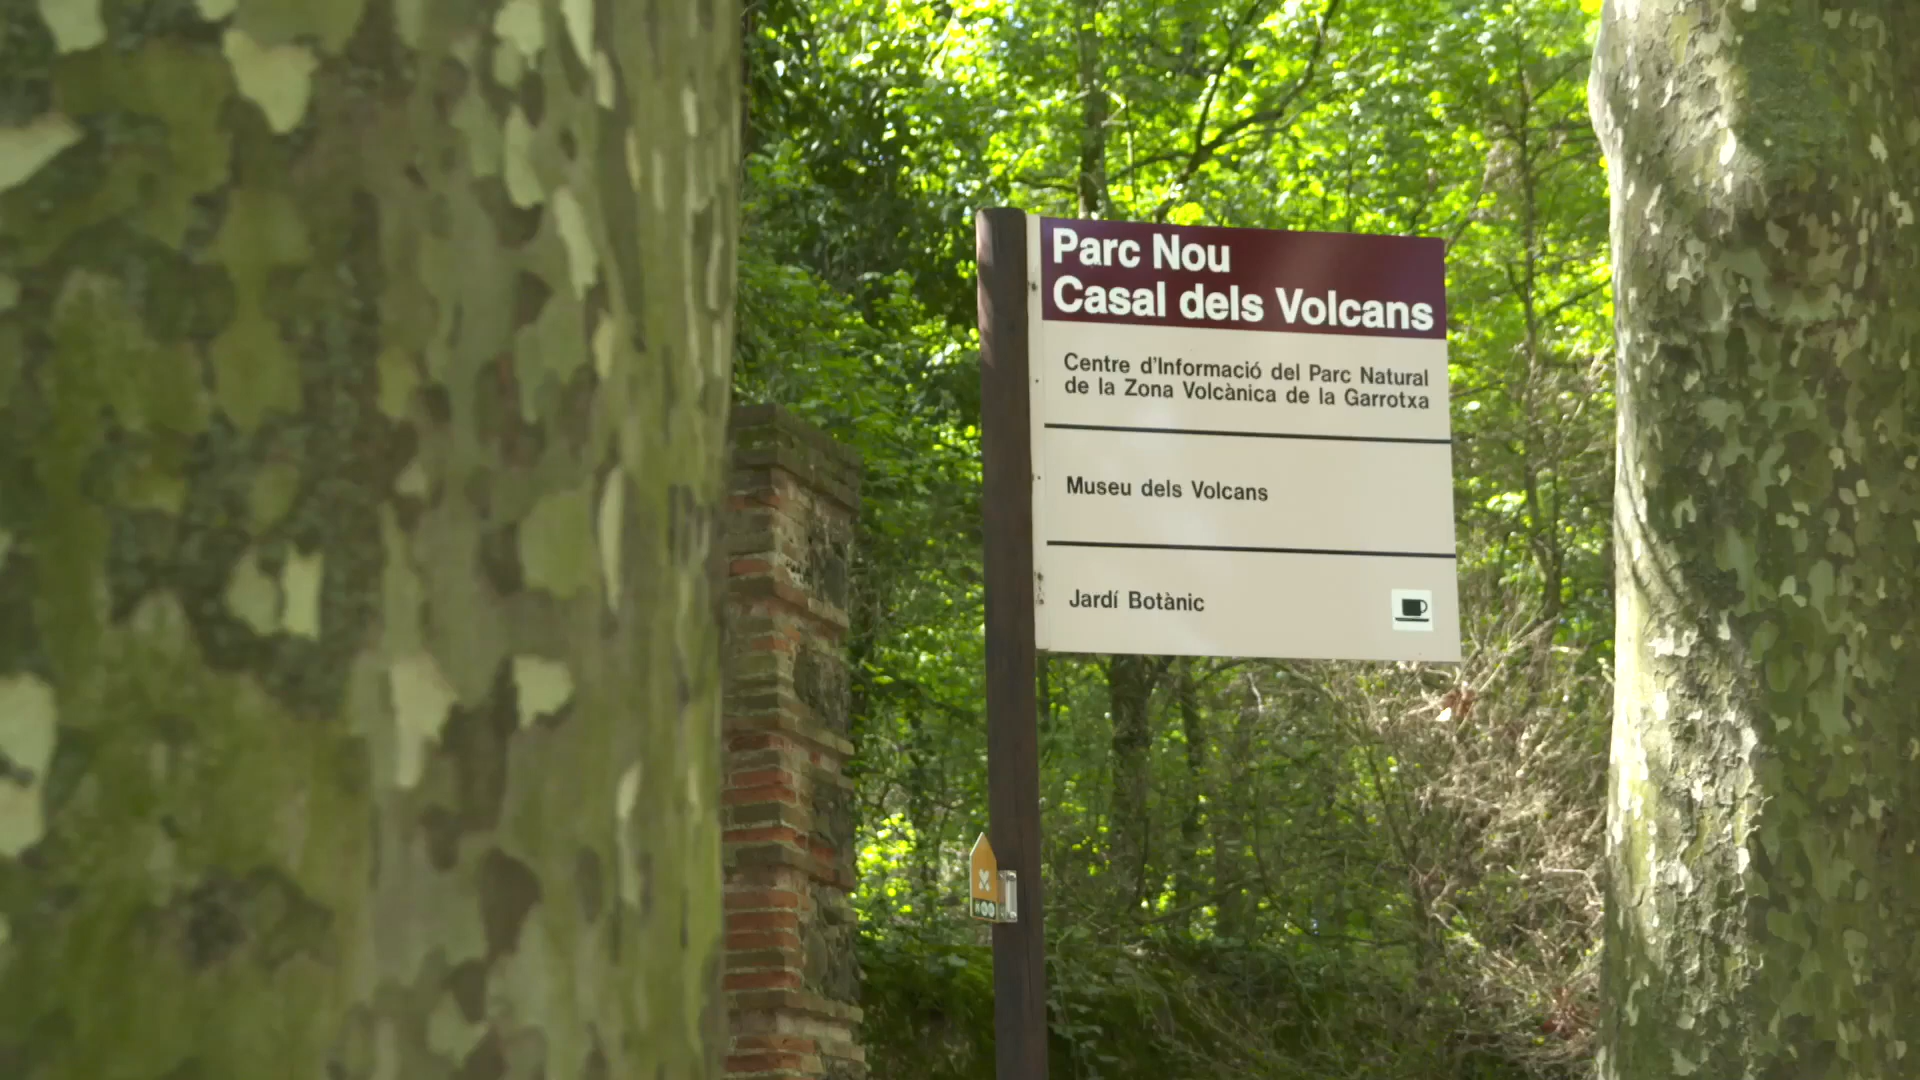 Parc Nou
Casal dels Volcans
Centre d'Informació del Parc Natural
de la Zona Volcànica de la Garrotxa
Museu dels Volcans
Jardí Botànic